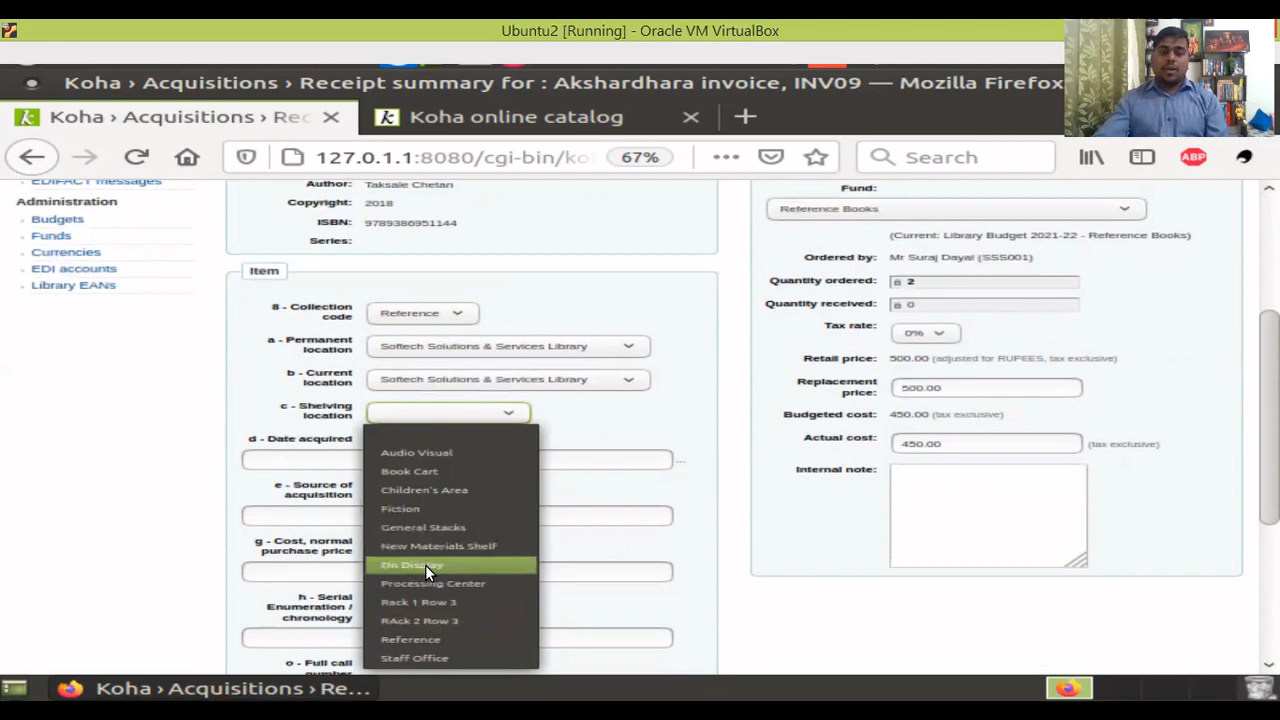 Ubuntu2 [Running] - Oracle VM VirtualBox
Koha › Acquisitions › Receipt summary for : Akshardhara invoice, INV09 — Mozilla Firefox
Koha › Acquisitions › Rec
Koha online catalog
127.0.1.1:8080/cgi-bin/ko
67%
Search
ABP
EDIFACT messages
Administration
Budgets
Funds
Currencies
EDI accounts
Library EANs
Author: Taksale Chetan
Copyright: 2018
ISBN: 9789386951144
Series:
Item
8 - Collection code
Reference
a - Permanent location
Softech Solutions & Services Library
b - Current location
Softech Solutions & Services Library
c - Shelving location
d - Date acquired
...
e - Source of acquisition
g - Cost, normal purchase price
h - Serial Enumeration / chronology
o - Full call number
Audio Visual
Book Cart
Children's Area
Fiction
General Stacks
New Materials Shelf
On Display
Processing Center
Rack 1 Row 3
RAck 2 Row 3
Reference
Staff Office
Fund:
Reference Books
(Current: Library Budget 2021-22 - Reference Books)
Ordered by: Mr Suraj Dayal (SSS001)
Quantity ordered: 2
Quantity received: 0
Tax rate: 0%
Retail price: 500.00 (adjusted for RUPEES, tax exclusive)
Replacement price: 500.00
Budgeted cost: 450.00 (tax exclusive)
Actual cost: 450.00 (tax exclusive)
Internal note:
Koha › Acquisitions › Re...